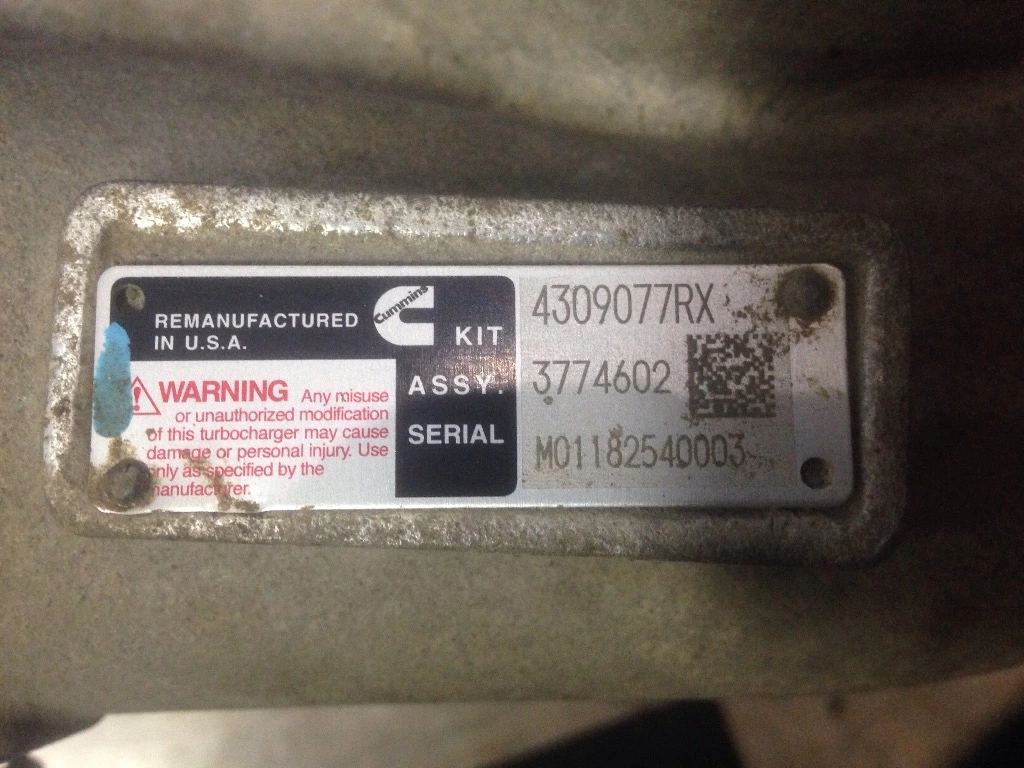 REMANUFACTURED
IN U.S.A.
cummins
KIT 4309077RX
ASSY. 3774602
SERIAL M01182540003
WARNING Any misuse
or unauthorized modification
of this turbocharger may cause
damage or personal injury. Use
only as specified by the
manufacturer.